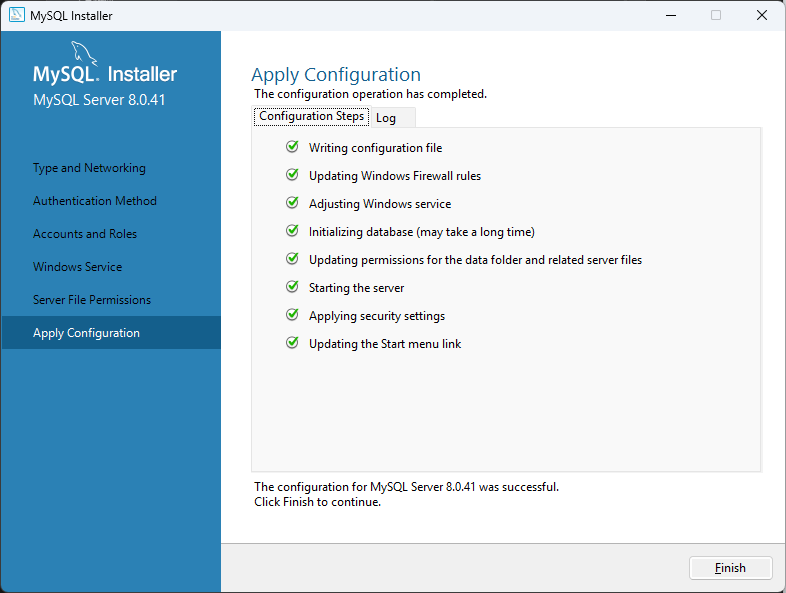 MySQL Installer
MySQL. Installer
MySQL Server 8.0.41
Type and Networking
Authentication Method
Accounts and Roles
Windows Service
Server File Permissions
Apply Configuration
Apply Configuration
The configuration operation has completed.
Configuration Steps Log
Writing configuration file
Updating Windows Firewall rules
Adjusting Windows service
Initializing database (may take a long time)
Updating permissions for the data folder and related server files
Starting the server
Applying security settings
Updating the Start menu link
The configuration for MySQL Server 8.0.41 was successful.
Click Finish to continue.
Finish